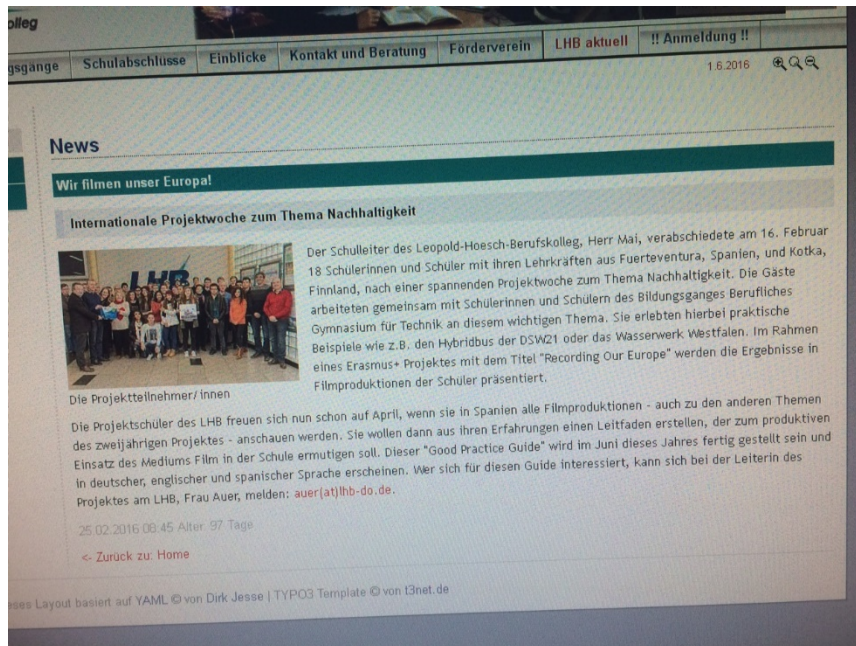 olleg
gsgänge Schulabschlüsse Einblicke Kontakt und Beratung Förderverein LHB aktuell !! Anmeldung !!
1.6.2016
News
Wir filmen unser Europa!
Internationale Projektwoche zum Thema Nachhaltigkeit
LHB
Der Schulleiter des Leopold-Hoesch-Berufskolleg, Herr Mai, verabschiedete am 16. Februar
18 Schülerinnen und Schüler mit ihren Lehrkräften aus Fuerteventura, Spanien, und Kotka,
Finnland, nach einer spannenden Projektwoche zum Thema Nachhaltigkeit. Die Gäste
arbeiteten gemeinsam mit Schülerinnen und Schülern des Bildungsganges Berufliches
Gymnasium für Technik an diesem wichtigen Thema. Sie erlebten hierbei praktische
Beispiele wie z.B. den Hybridbus der DSW21 oder das Wasserwerk Westfalen. Im Rahmen
eines Erasmus+ Projektes mit dem Titel "Recording Our Europe" werden die Ergebnisse in
Filmproduktionen der Schüler präsentiert.
Die Projektteilnehmer/innen
Die Projektschüler des LHB freuen sich nun schon auf April, wenn sie in Spanien alle Filmproduktionen - auch zu den anderen Themen
des zweijährigen Projektes - anschauen werden. Sie wollen dann aus ihren Erfahrungen einen Leitfaden erstellen, der zum produktiven
Einsatz des Mediums Film in der Schule ermutigen soll. Dieser "Good Practice Guide" wird im Juni dieses Jahres fertig gestellt sein und
in deutscher, englischer und spanischer Sprache erscheinen. Wer sich für diesen Guide interessiert, kann sich bei der Leiterin des
Projektes am LHB, Frau Auer, melden: auer(at)lhb-do.de.
25.02.2016 08:45 Alter: 97 Tage
<- Zurück zu: Home
eses Layout basiert auf YAML © von Dirk Jesse | TYPO3 Template © von t3net.de